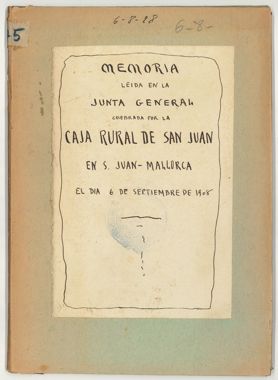 6-8-28
6-8-
5
MEMORIA
LEIDA EN LA
JUNTA GENERAL
CELEBRADA POR LA
CAJA RURAL DE SAN JUAN
EN S. JUAN-MALLORCA
EL DIA 6 DE SEPTIEMBRE DE 1908